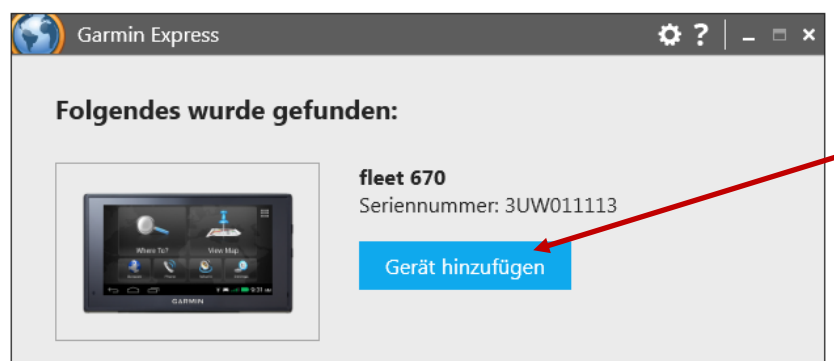 Garmin Express
Folgendes wurde gefunden:
fleet 670
Seriennummer: 3UW011113
Gerät hinzufügen
Where To?
View Map
GARMIN